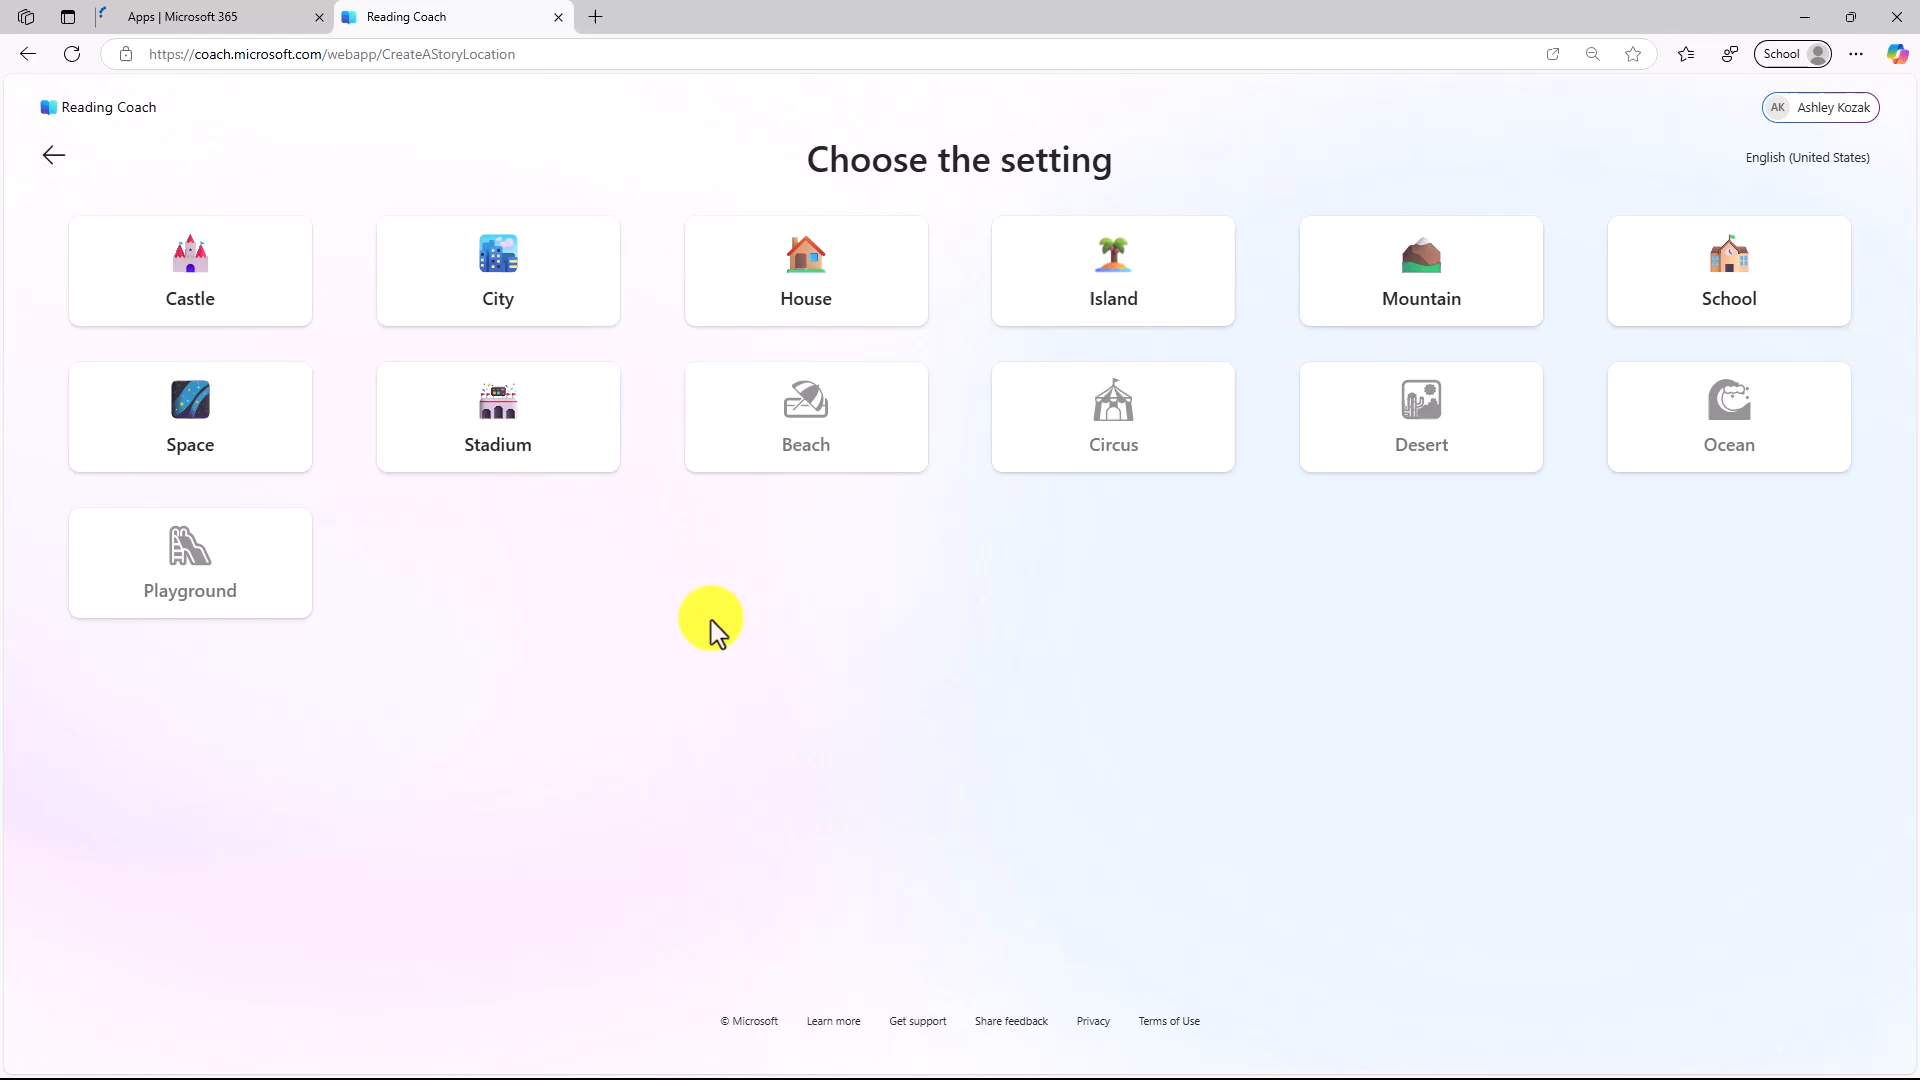 Apps | Microsoft 365
Reading Coach
https://coach.microsoft.com/webapp/CreateAStoryLocation
School
Reading Coach
AK Ashley Kozak
Choose the setting
English (United States)
Castle
City
House
Island
Mountain
School
Space
Stadium
Beach
Circus
Desert
Ocean
Playground
© Microsoft Learn more Get support Share feedback Privacy Terms of Use